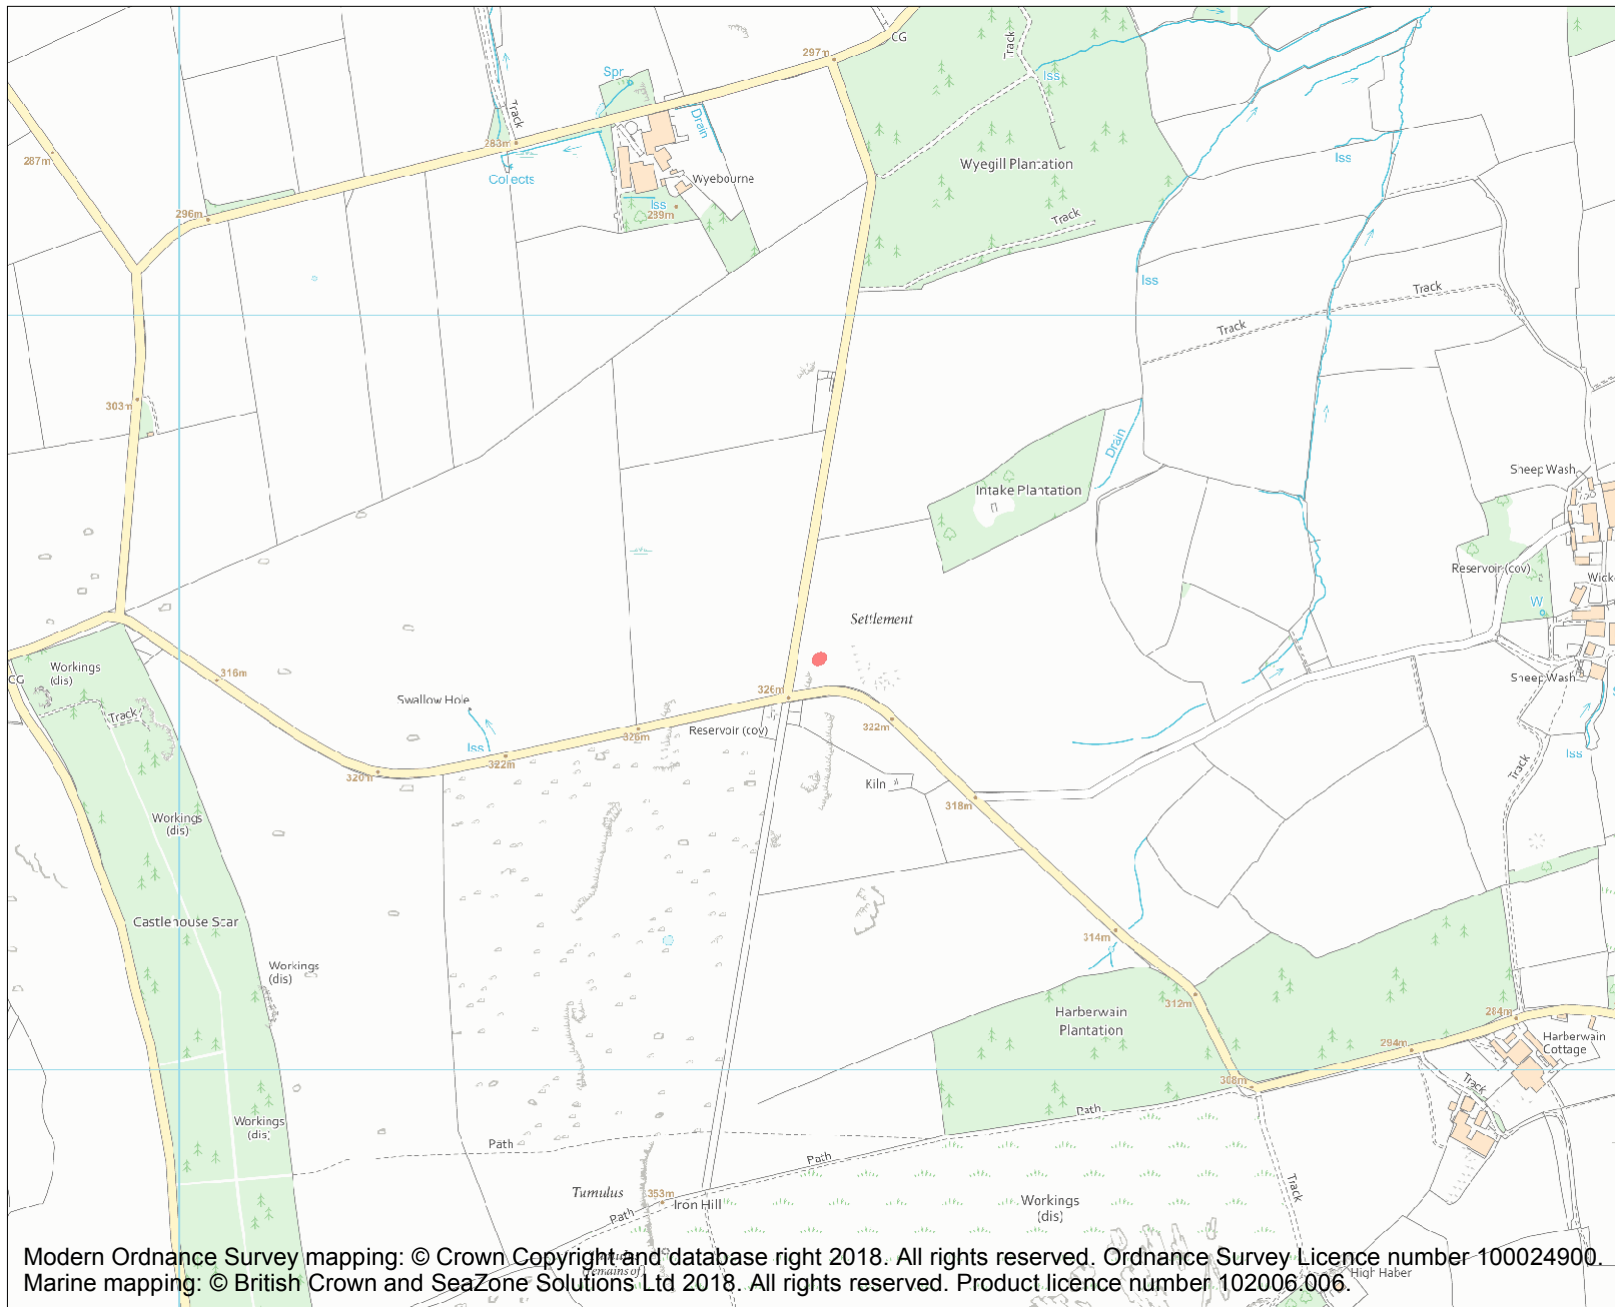 CG
297m
Track
Iss
Spr
Track
Drain
283m
287m
Collects
Wyebourne
Wyegill Plantation
Iss
Iss
289m
296m
Track
Iss
Track
Track
303m
Drain
Sheep Wash
Intake Plantation
Reservoir (cov)
W
Settlement
Workings
(dis)
CG
316m
Sheep Wash
326m
Swallow Hole
Track
322m
Reservoir (cov)
326m
Iss
322m
Iss
320m
Track
Kiln
318m
Workings
(dis)
Castlehouse Scar
314m
Workings
(dis)
312m
Harberwain
Plantation
284m
294m
Harberwain
Cottage
308m
Track
Path
Workings
(dis)
Path
Path
Track
Tumulus
353m
Iron Hill
Workings
(dis)
Path
Modern Ordnance Survey mapping: © Crown Copyright and database right 2018. All rights reserved. Ordnance Survey Licence number 100024900.
Remains of)
High Haber
Marine mapping: © British Crown and SeaZone Solutions Ltd 2018. All rights reserved. Product licence number 102006.006.